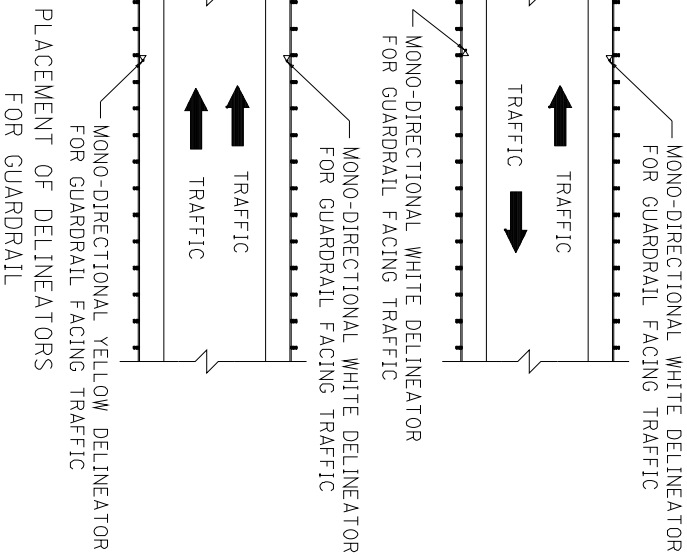 MONO-DIRECTIONAL WHITE DELINEATOR
FOR GUARDRAIL FACING TRAFFIC
TRAFFIC
TRAFFIC
MONO-DIRECTIONAL WHITE DELINEATOR
FOR GUARDRAIL FACING TRAFFIC
MONO-DIRECTIONAL WHITE DELINEATOR
FOR GUARDRAIL FACING TRAFFIC
TRAFFIC
TRAFFIC
MONO-DIRECTIONAL YELLOW DELINEATOR
FOR GUARDRAIL FACING TRAFFIC
PLACEMENT OF DELINEATORS
FOR GUARDRAIL